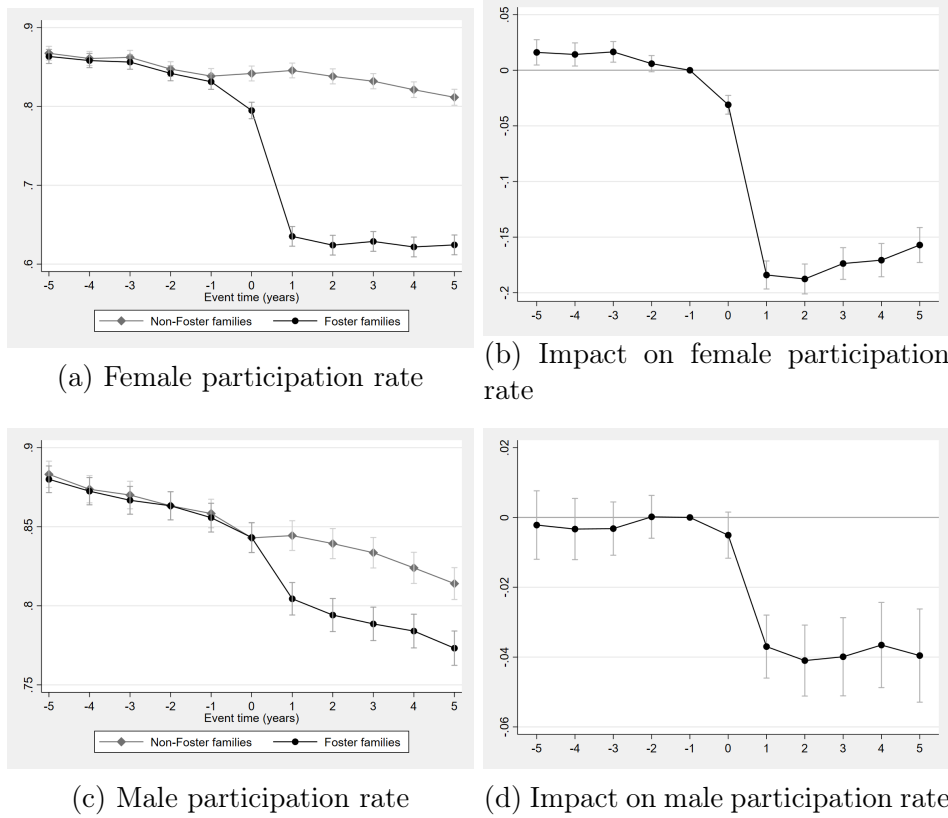 .9
.8
.7
.6
-5 -4 -3 -2 -1 0 1 2 3 4 5
Event time (years)
Non-Foster families Foster families
(a) Female participation rate
.05
0
-.05
-.1
-.15
-.2
-5 -4 -3 -2 -1 0 1 2 3 4 5
(b) Impact on female participation
rate
.9
.85
.8
.75
-5 -4 -3 -2 -1 0 1 2 3 4 5
Event time (years)
Non-Foster families Foster families
(c) Male participation rate
.02
0
-.02
-.04
-.06
-5 -4 -3 -2 -1 0 1 2 3 4 5
(d) Impact on male participation rate